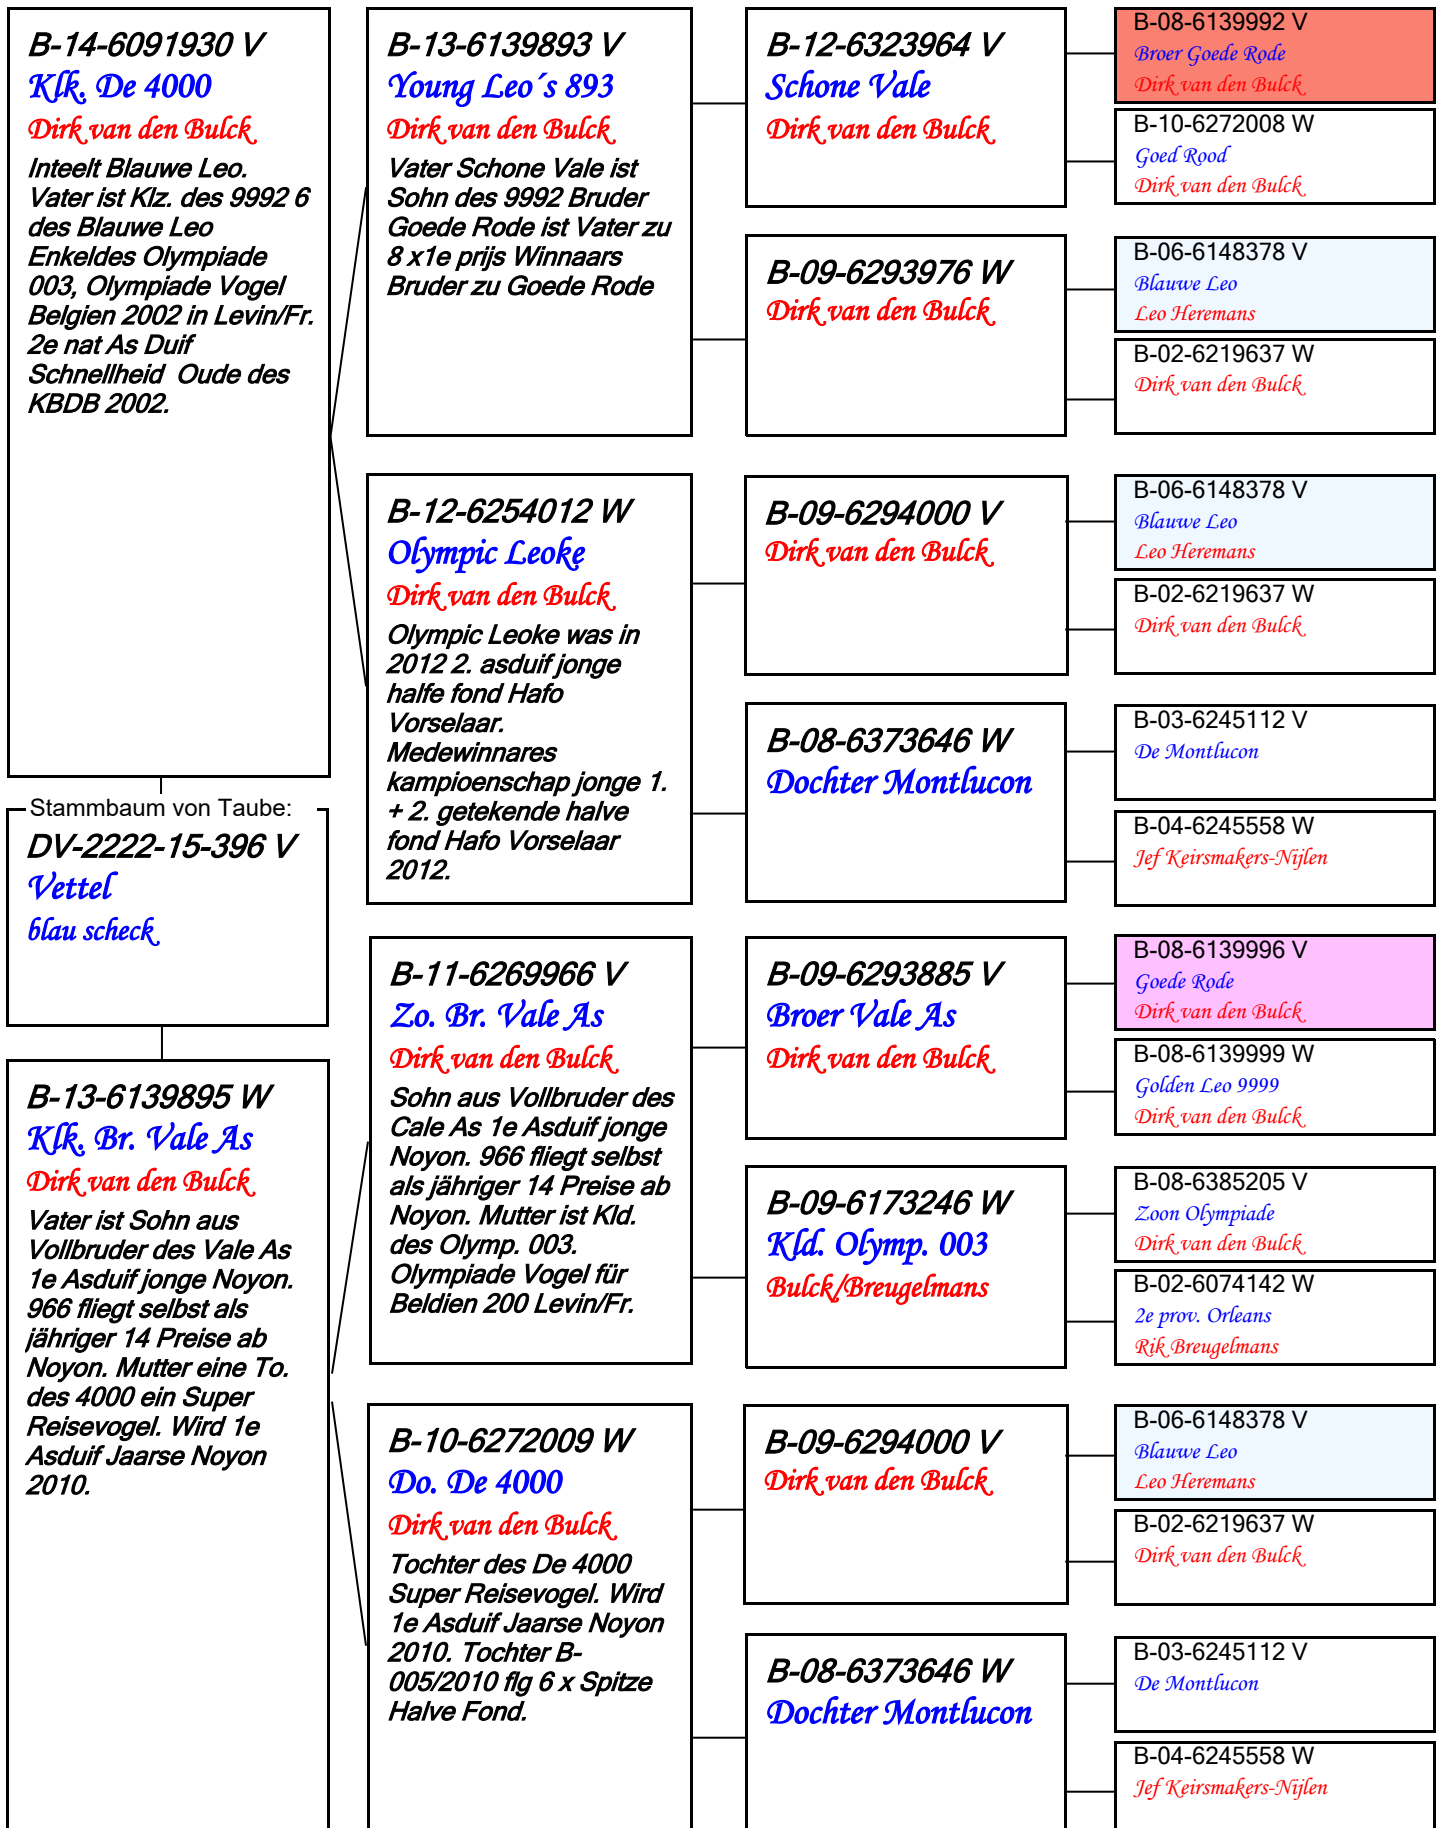 B-14-6091930 V
Klk. De 4000
Dirk van den Bulck
Inteelt Blauwe Leo.
Vater ist Klz. des 9992 6
des Blauwe Leo
Enkeldes Olympiade
003, Olympiade Vogel
Belgien 2002 in Levin/Fr.
2e nat As Duif
Schnellheid Oude des
KBDB 2002.
Stammbaum von Taube:
DV-2222-15-396 V
Vettel
blau scheck
B-13-6139895 W
Klk. Br. Vale As
Dirk van den Bulck
Vater ist Sohn aus
Vollbruder des Vale As
1e Asduif jonge Noyon.
966 fliegt selbst als
jähriger 14 Preise ab
Noyon. Mutter eine To.
des 4000 ein Super
Reisevogel. Wird 1e
Asduif Jaarse Noyon
2010.
B-13-6139893 V
Young Leo´s 893
Dirk van den Bulck
Vater Schone Vale ist
Sohn des 9992 Bruder
Goede Rode ist Vater zu
8 x1e prijs Winnaars
Bruder zu Goede Rode
B-12-6254012 W
Olympic Leoke
Dirk van den Bulck
Olympic Leoke was in
2012 2. asduif jonge
halfe fond Hafo
Vorselaar.
Medewinnares
kampioenschap jonge 1.
+ 2. getekende halve
fond Hafo Vorselaar
2012.
B-11-6269966 V
Zo. Br. Vale As
Dirk van den Bulck
Sohn aus Vollbruder des
Cale As 1e Asduif jonge
Noyon. 966 fliegt selbst
als jähriger 14 Preise ab
Noyon. Mutter ist Kld.
des Olymp. 003.
Olympiade Vogel für
Beldien 200 Levin/Fr.
B-10-6272009 W
Do. De 4000
Dirk van den Bulck
Tochter des De 4000
Super Reisevogel. Wird
1e Asduif Jaarse Noyon
2010. Tochter B-
005/2010 flg 6 x Spitze
Halve Fond.
B-12-6323964 V
Schone Vale
Dirk van den Bulck
B-09-6293976 W
Dirk van den Bulck
B-09-6294000 V
Dirk van den Bulck
B-08-6373646 W
Dochter Montlucon
B-09-6293885 V
Broer Vale As
Dirk van den Bulck
B-09-6173246 W
Kld. Olymp. 003
Bulck/Breugelmans
B-09-6294000 V
Dirk van den Bulck
B-08-6373646 W
Dochter Montlucon
B-08-6139992 V
Broer Goede Rode
Dirk van den Bulck
B-10-6272008 W
Goed Rood
Dirk van den Bulck
B-06-6148378 V
Blauwe Leo
Leo Heremans
B-02-6219637 W
Dirk van den Bulck
B-06-6148378 V
Blauwe Leo
Leo Heremans
B-02-6219637 W
Dirk van den Bulck
B-03-6245112 V
De Montlucon
B-04-6245558 W
Jef Keirsmakers-Nijlen
B-08-6139996 V
Goede Rode
Dirk van den Bulck
B-08-6139999 W
Golden Leo 9999
Dirk van den Bulck
B-08-6385205 V
Zoon Olympiade
Dirk van den Bulck
B-02-6074142 W
2e prov. Orleans
Rik Breugelmans
B-06-6148378 V
Blauwe Leo
Leo Heremans
B-02-6219637 W
Dirk van den Bulck
B-03-6245112 V
De Montlucon
B-04-6245558 W
Jef Keirsmakers-Nijlen